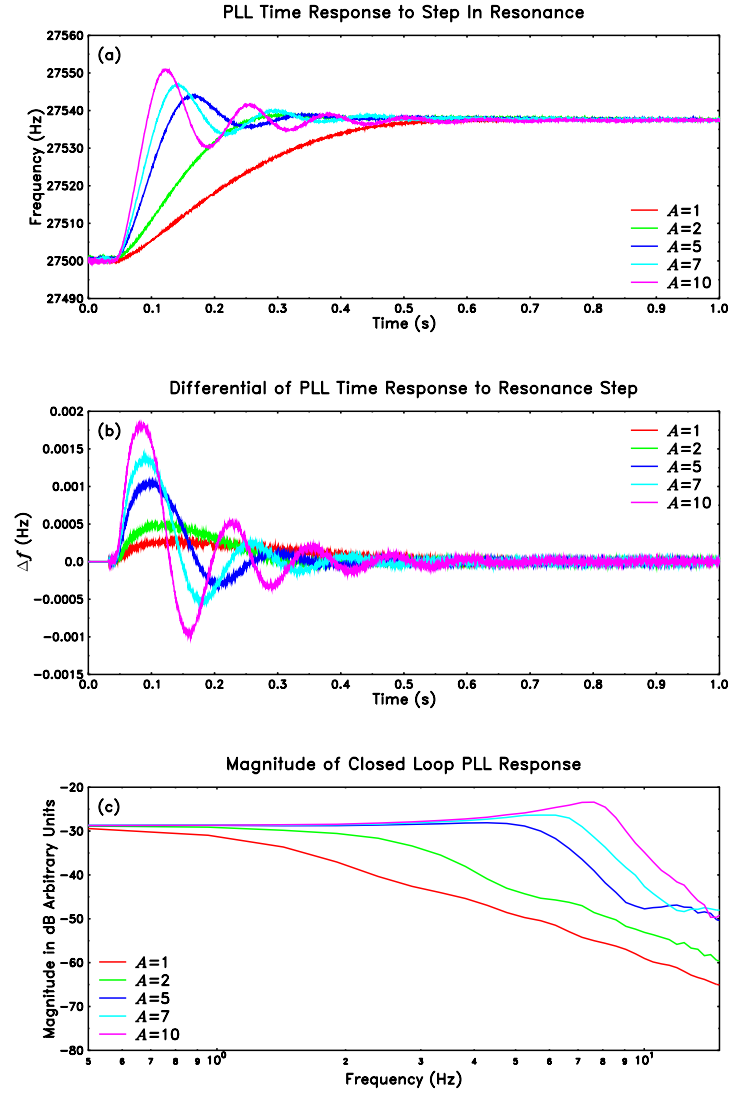 PLL Time Response to Step In Resonance
27560
27550
27540
27530
27520
27510
27500
27490
Frequency (Hz)
(a)
A=1
A=2
A=5
A=7
A=10
0.0 0.1 0.2 0.3 0.4 0.5 0.6 0.7 0.8 0.9 1.0
Time (s)
Differential of PLL Time Response to Resonance Step
0.002
0.0015
0.001
0.0005
0.0
−0.0005
−0.001
−0.0015
Δf (Hz)
(b)
A=1
A=2
A=5
A=7
A=10
0.0 0.1 0.2 0.3 0.4 0.5 0.6 0.7 0.8 0.9 1.0
Time (s)
Magnitude of Closed Loop PLL Response
−20
−30
−40
−50
−60
−70
−80
Magnitude in dB Arbitrary Units
(c)
A=1
A=2
A=5
A=7
A=10
5 6 7 8 9 10⁰ 2 3 4 5 6 7 8 9 10¹
Frequency (Hz)